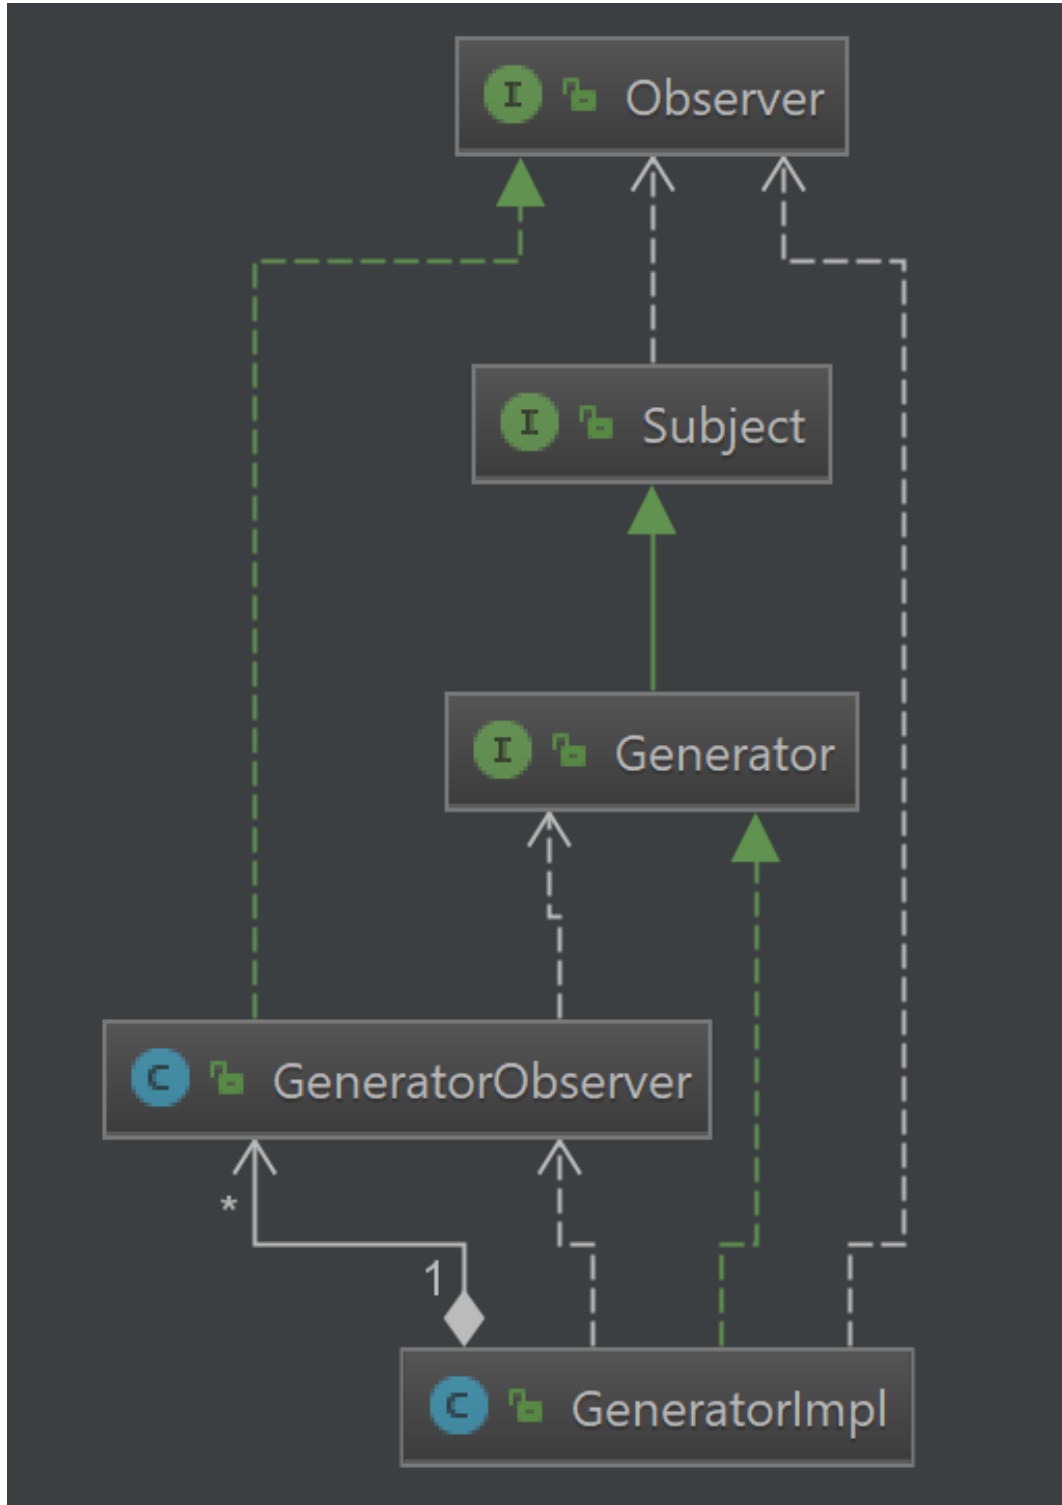 I Observer
I Subject
I Generator
C GeneratorObserver
*
1
C GeneratorImpl